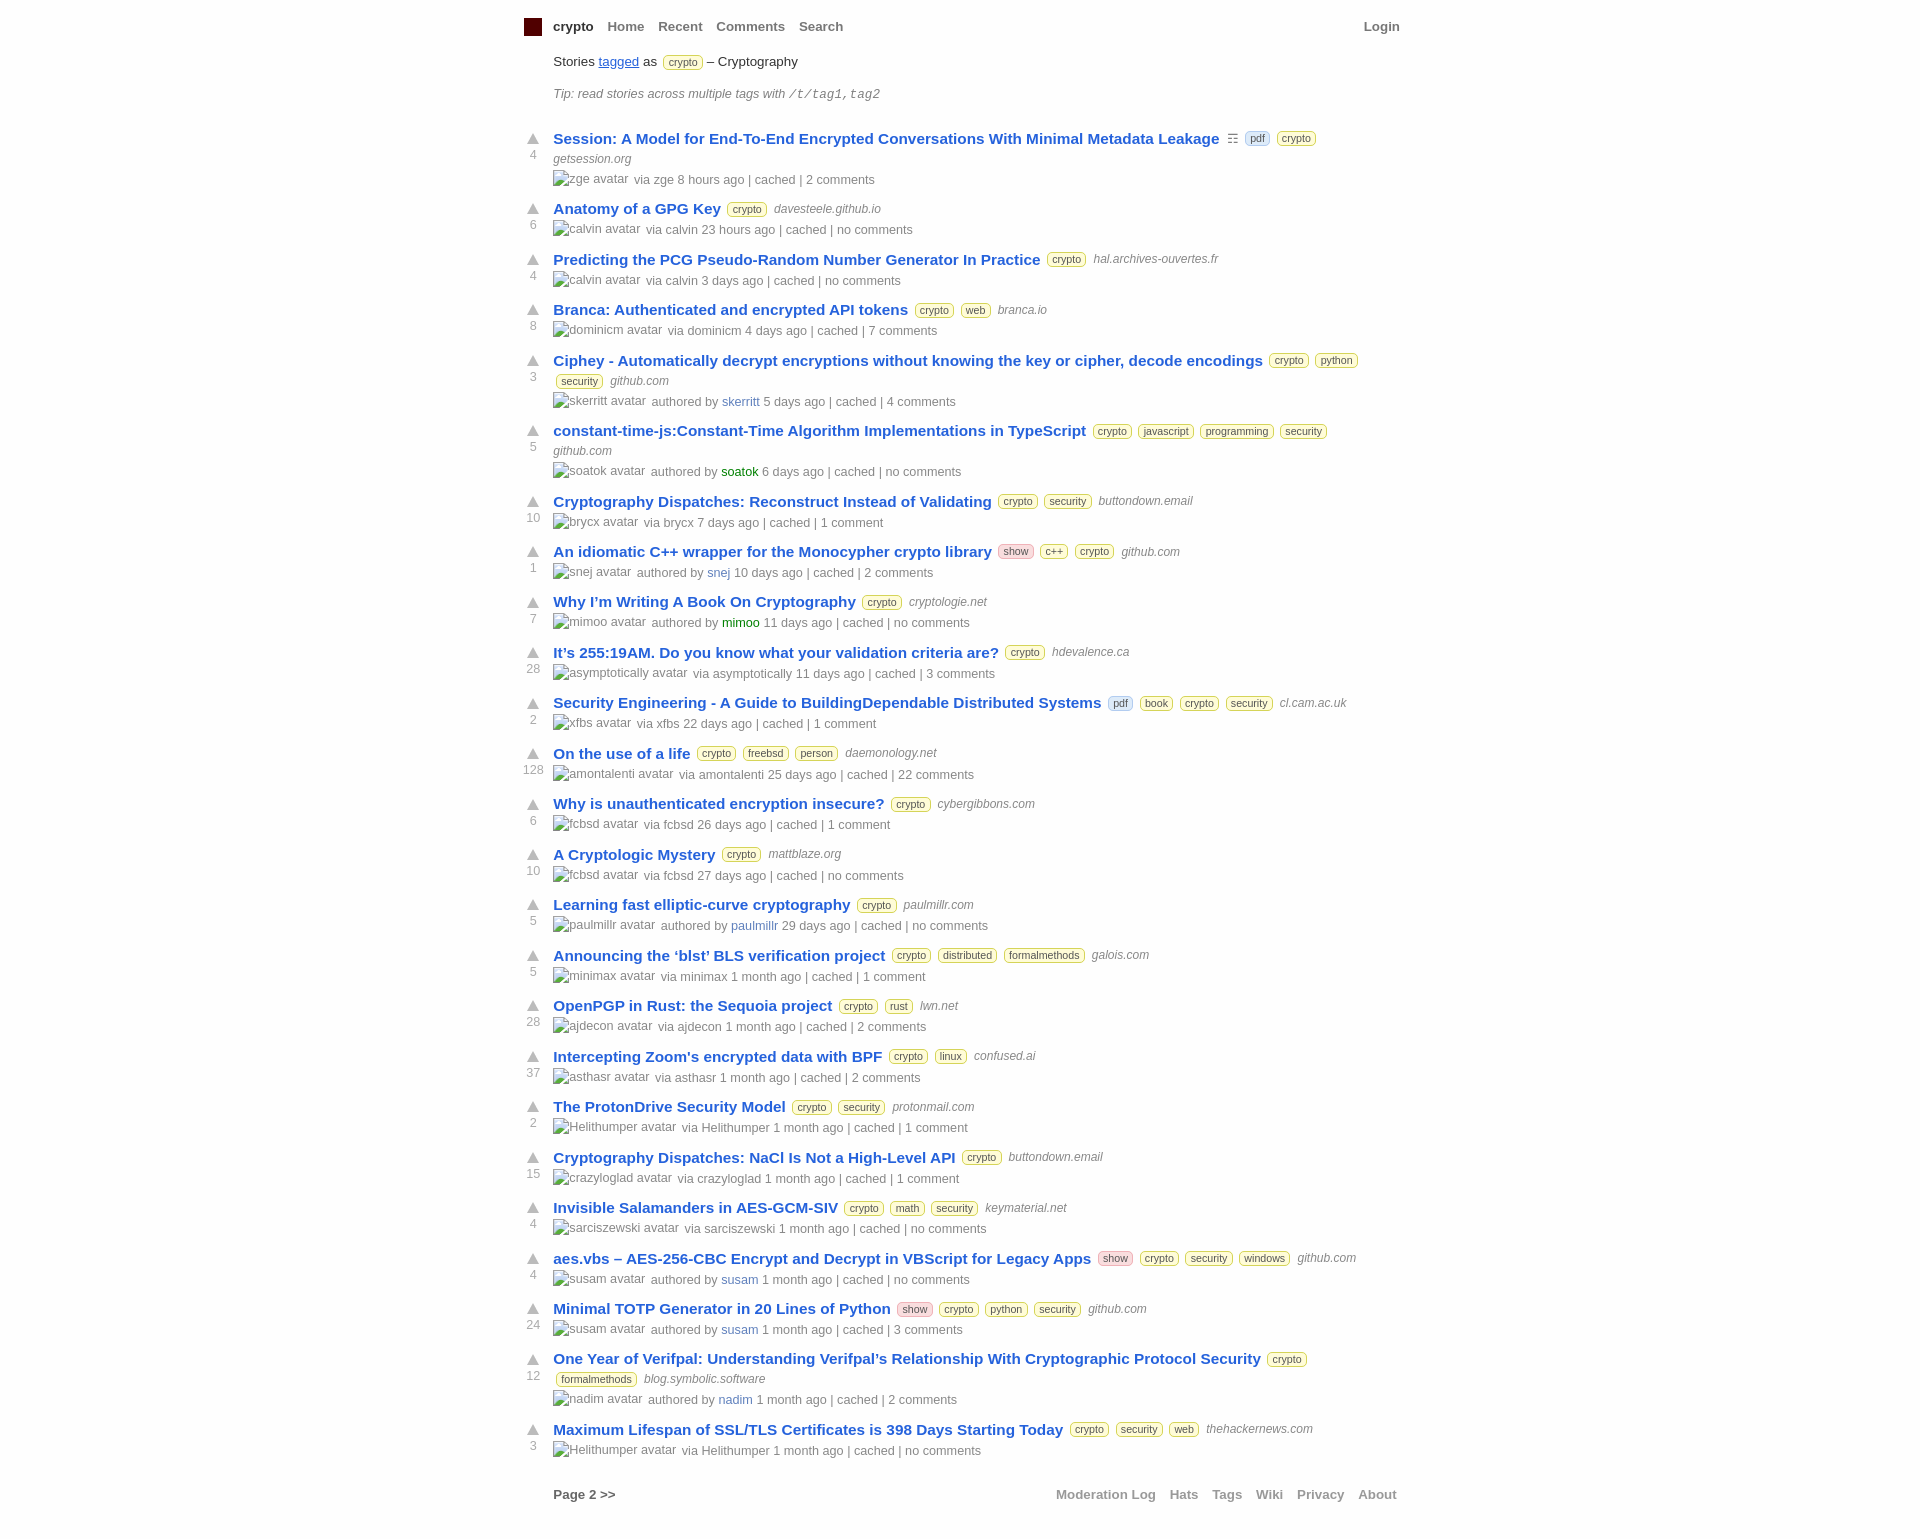 crypto Home Recent Comments Search Login
Stories tagged as crypto – Cryptography
Tip: read stories across multiple tags with /t/tag1,tag2
Session: A Model for End-To-End Encrypted Conversations With Minimal Metadata Leakage ☶ pdf crypto
4 getsession.org
zge avatar via zge 8 hours ago | cached | 2 comments
Anatomy of a GPG Key crypto davesteele.github.io
6 calvin avatar via calvin 23 hours ago | cached | no comments
Predicting the PCG Pseudo-Random Number Generator In Practice crypto hal.archives-ouvertes.fr
4 calvin avatar via calvin 3 days ago | cached | no comments
Branca: Authenticated and encrypted API tokens crypto web branca.io
8 dominicm avatar via dominicm 4 days ago | cached | 7 comments
Ciphey - Automatically decrypt encryptions without knowing the key or cipher, decode encodings crypto python
3 security github.com
skerritt avatar authored by skerritt 5 days ago | cached | 4 comments
constant-time-js:Constant-Time Algorithm Implementations in TypeScript crypto javascript programming security
5 github.com
soatok avatar authored by soatok 6 days ago | cached | no comments
Cryptography Dispatches: Reconstruct Instead of Validating crypto security buttondown.email
10 brycx avatar via brycx 7 days ago | cached | 1 comment
An idiomatic C++ wrapper for the Monocypher crypto library show c++ crypto github.com
1 snej avatar authored by snej 10 days ago | cached | 2 comments
Why I’m Writing A Book On Cryptography crypto cryptologie.net
7 mimoo avatar authored by mimoo 11 days ago | cached | no comments
It’s 255:19AM. Do you know what your validation criteria are? crypto hdevalence.ca
28 asymptotically avatar via asymptotically 11 days ago | cached | 3 comments
Security Engineering - A Guide to BuildingDependable Distributed Systems pdf book crypto security cl.cam.ac.uk
2 xfbs avatar via xfbs 22 days ago | cached | 1 comment
On the use of a life crypto freebsd person daemonology.net
128 amontalenti avatar via amontalenti 25 days ago | cached | 22 comments
Why is unauthenticated encryption insecure? crypto cybergibbons.com
6 fcbsd avatar via fcbsd 26 days ago | cached | 1 comment
A Cryptologic Mystery crypto mattblaze.org
10 fcbsd avatar via fcbsd 27 days ago | cached | no comments
Learning fast elliptic-curve cryptography crypto paulmillr.com
5 paulmillr avatar authored by paulmillr 29 days ago | cached | no comments
Announcing the ‘blst’ BLS verification project crypto distributed formalmethods galois.com
5 minimax avatar via minimax 1 month ago | cached | 1 comment
OpenPGP in Rust: the Sequoia project crypto rust lwn.net
28 ajdecon avatar via ajdecon 1 month ago | cached | 2 comments
Intercepting Zoom's encrypted data with BPF crypto linux confused.ai
37 asthasr avatar via asthasr 1 month ago | cached | 2 comments
The ProtonDrive Security Model crypto security protonmail.com
2 Helithumper avatar via Helithumper 1 month ago | cached | 1 comment
Cryptography Dispatches: NaCl Is Not a High-Level API crypto buttondown.email
15 crazyloglad avatar via crazyloglad 1 month ago | cached | 1 comment
Invisible Salamanders in AES-GCM-SIV crypto math security keymaterial.net
4 sarciszewski avatar via sarciszewski 1 month ago | cached | no comments
aes.vbs – AES-256-CBC Encrypt and Decrypt in VBScript for Legacy Apps show crypto security windows github.com
4 susam avatar authored by susam 1 month ago | cached | no comments
Minimal TOTP Generator in 20 Lines of Python show crypto python security github.com
24 susam avatar authored by susam 1 month ago | cached | 3 comments
One Year of Verifpal: Understanding Verifpal’s Relationship With Cryptographic Protocol Security crypto
12 formalmethods blog.symbolic.software
nadim avatar authored by nadim 1 month ago | cached | 2 comments
Maximum Lifespan of SSL/TLS Certificates is 398 Days Starting Today crypto security web thehackernews.com
3 Helithumper avatar via Helithumper 1 month ago | cached | no comments
Page 2 >> Moderation Log Hats Tags Wiki Privacy About